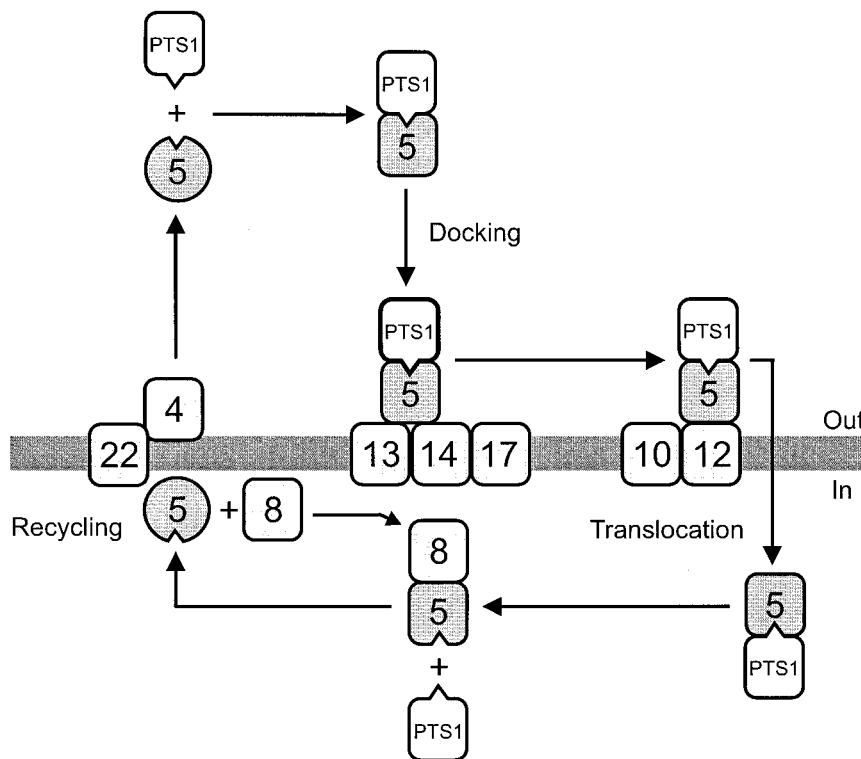 PTS1
+
5
PTS1
5
Docking
PTS1
5
PTS1
5
4
22
13 14 17
10 12
Out
In
Recycling
5 + 8
8
5
+
PTS1
Translocation
5
PTS1